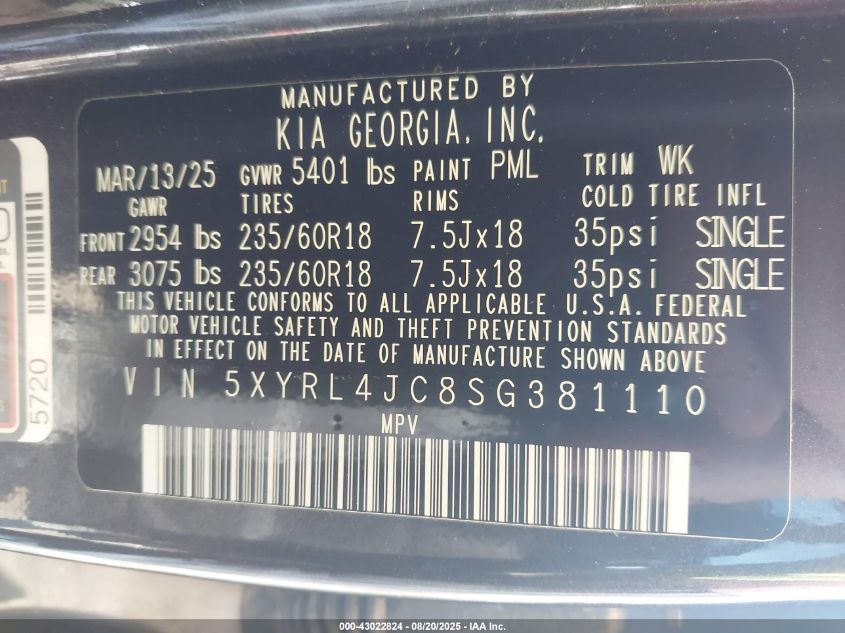 MANUFACTURED BY
KIA GEORGIA, INC.
MAR/13/25 GVWR 5401 lbs PAINT PML TRIM WK
GAWR TIRES RIMS COLD TIRE INFL
FRONT 2954 lbs 235/60R18 7.5Jx18 35psi SINGLE
REAR 3075 lbs 235/60R18 7.5Jx18 35psi SINGLE
THIS VEHICLE CONFORMS TO ALL APPLICABLE U.S.A. FEDERAL
MOTOR VEHICLE SAFETY AND THEFT PREVENTION STANDARDS
IN EFFECT ON THE DATE OF MANUFACTURE SHOWN ABOVE
VIN 5XYRL4JC8SG381110
MPV
5720
000-43022824 - 08/20/2025 - IAA Inc.